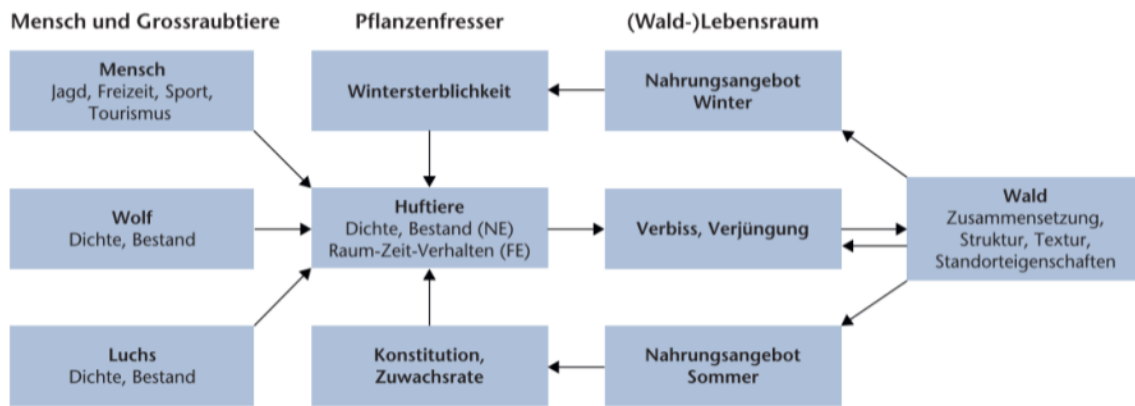 Mensch und Grossraubtiere
Pflanzenfresser
(Wald-)Lebensraum
Mensch
Jagd, Freizeit, Sport,
Tourismus
Wintersterblichkeit
Nahrungsangebot
Winter
Wolf
Dichte, Bestand
Huftiere
Dichte, Bestand (NE)
Raum-Zeit-Verhalten (FE)
Verbiss, Verjüngung
Wald
Zusammensetzung,
Struktur, Textur,
Standorteigenschaften
Luchs
Dichte, Bestand
Konstitution,
Zuwachsrate
Nahrungsangebot
Sommer